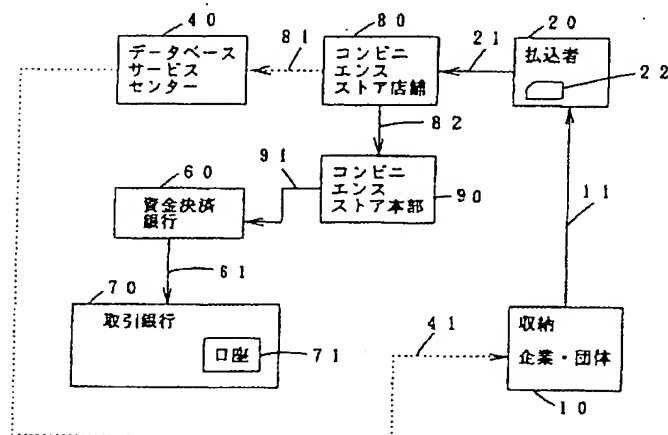 40
80
20
データベース
サービス
センター
81
コンビニ
エンス
ストア店舗
21
払込者
22
82
91
60
コンビニ
エンス
ストア本部
90
資金決済
銀行
11
61
70
取引銀行
口座
71
41
収納
企業・団体
10